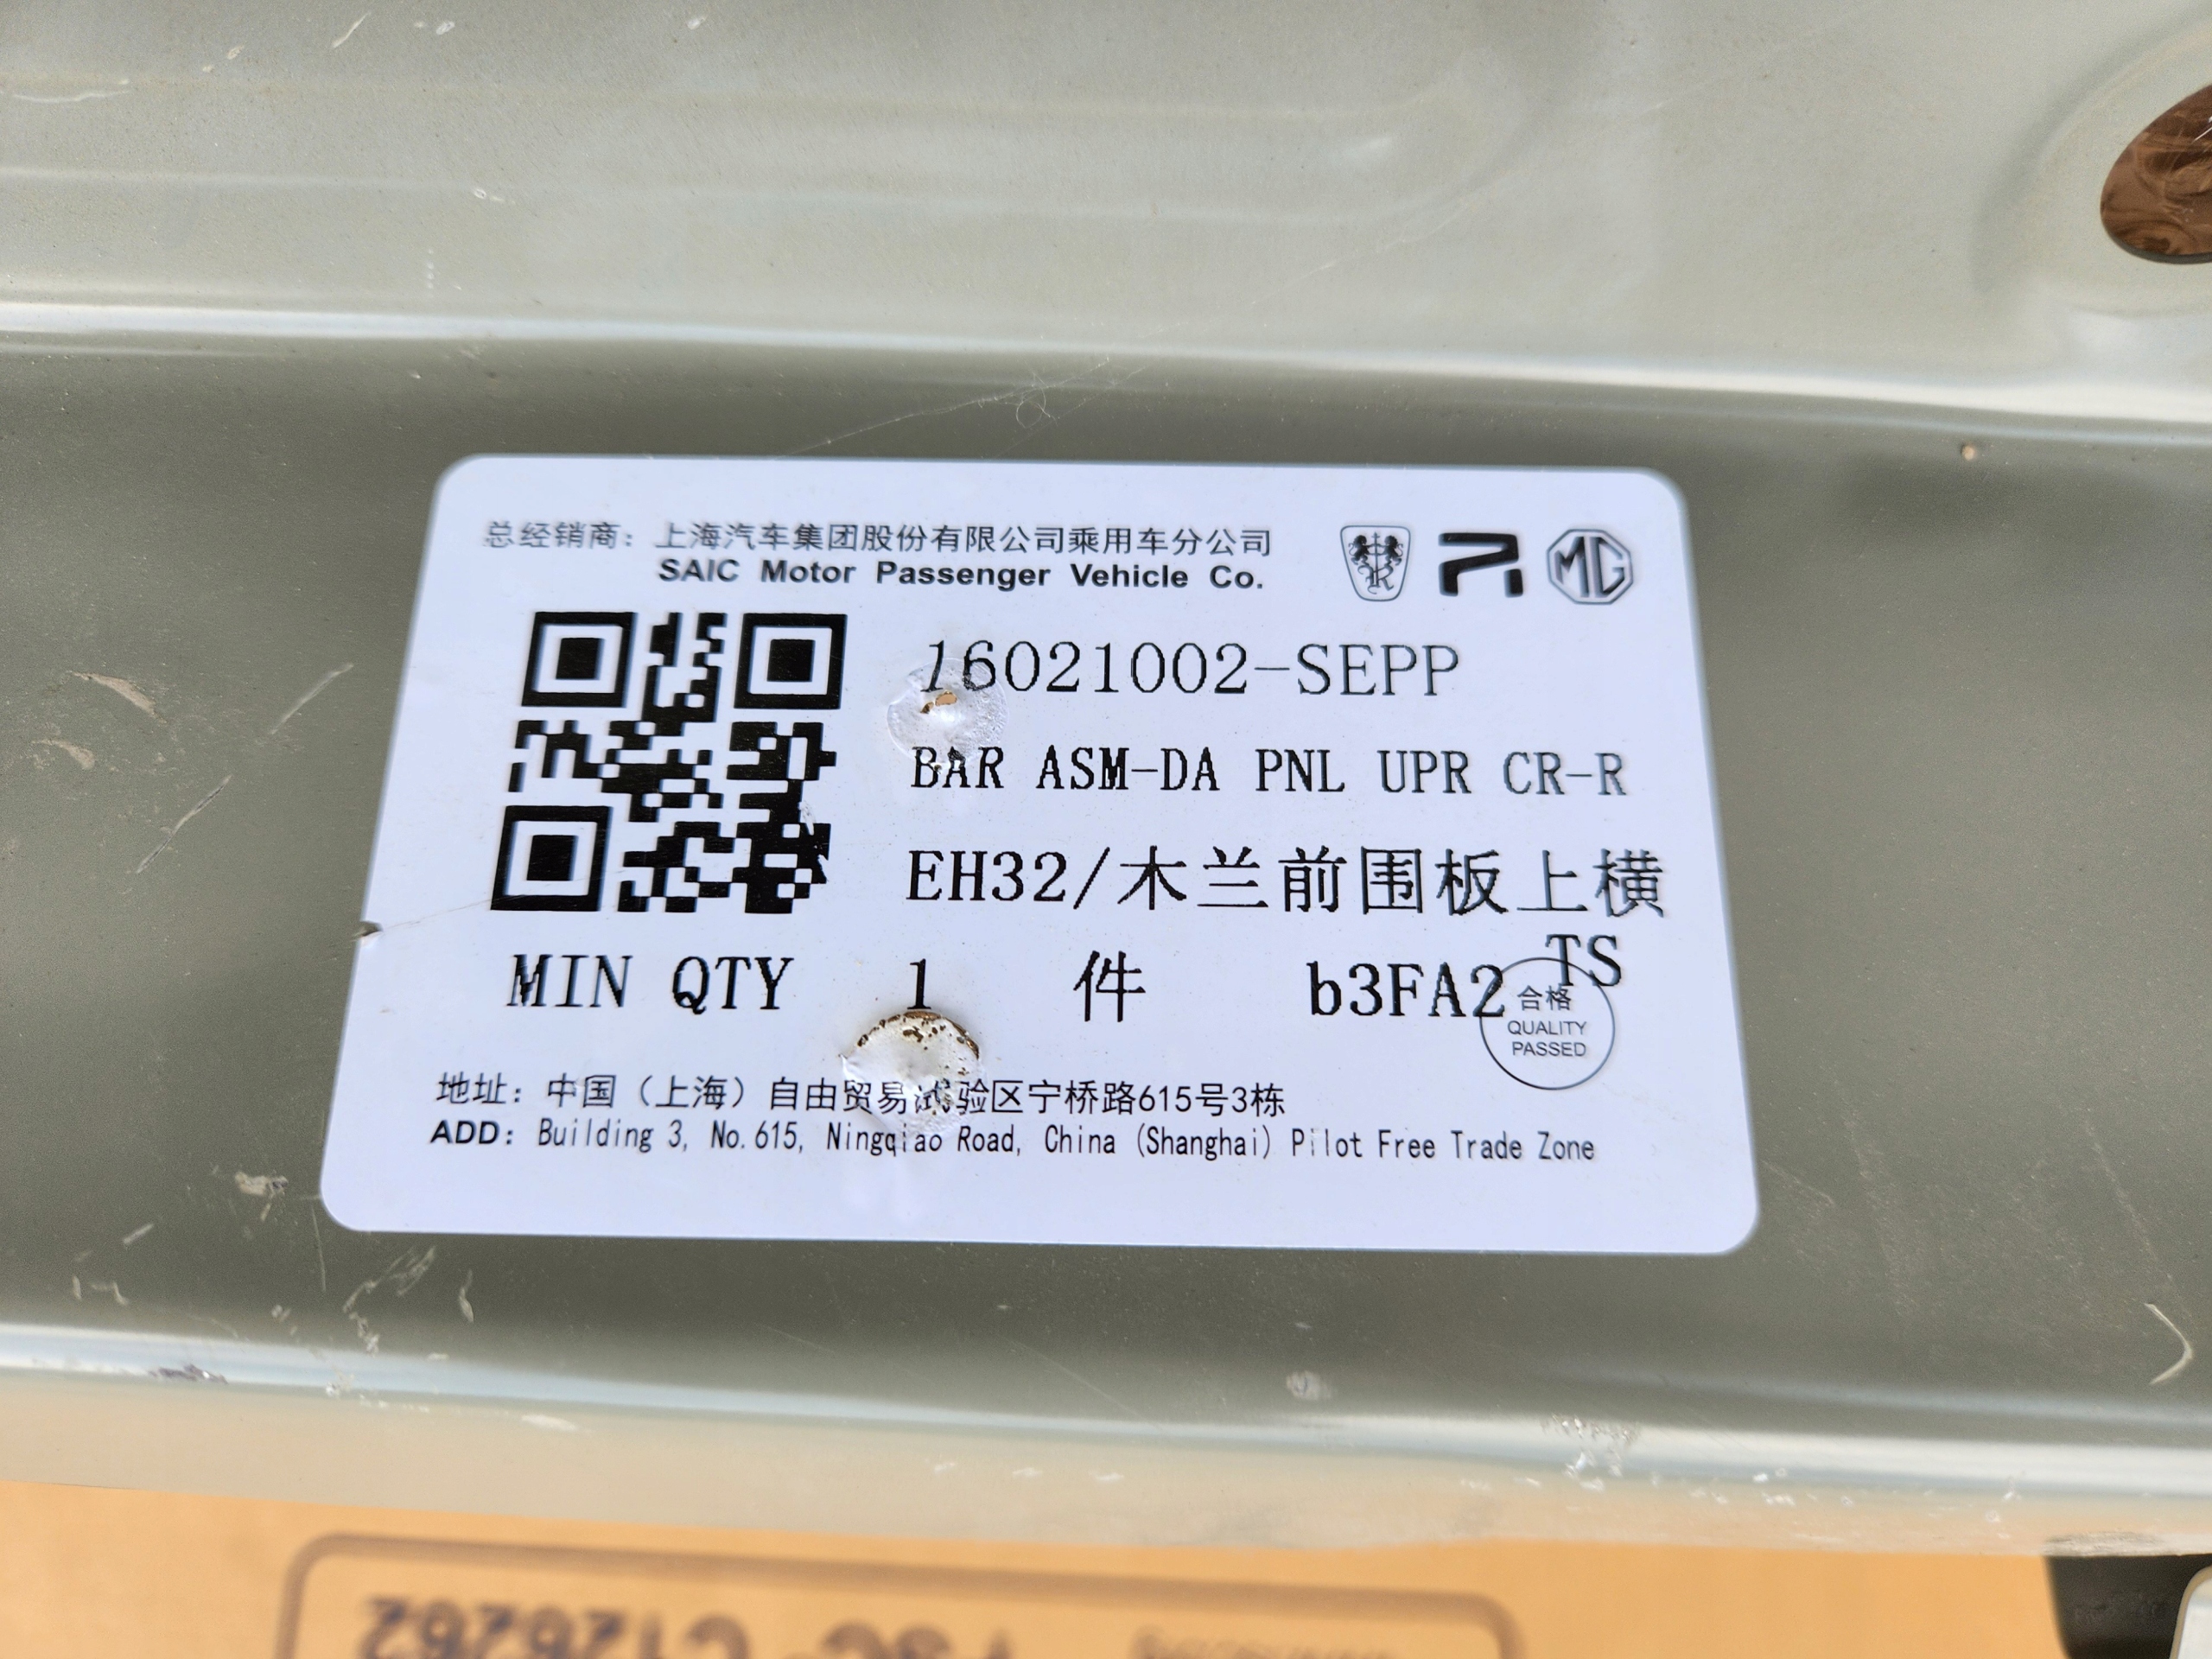 总经销商：上海汽车集团股份有限公司乘用车分公司
SAIC Motor Passenger Vehicle Co.
MG
16021002-SEPP
BAR ASM-DA PNL UPR CR-R
EH32/木兰前围板上横
TS
MIN QTY 1 件 b3FA2
合格
QUALITY
PASSED
地址：中国（上海）自由贸易试验区宁桥路615号3栋
ADD: Building 3, No.615, Ningqiao Road, China (Shanghai) Pilot Free Trade Zone